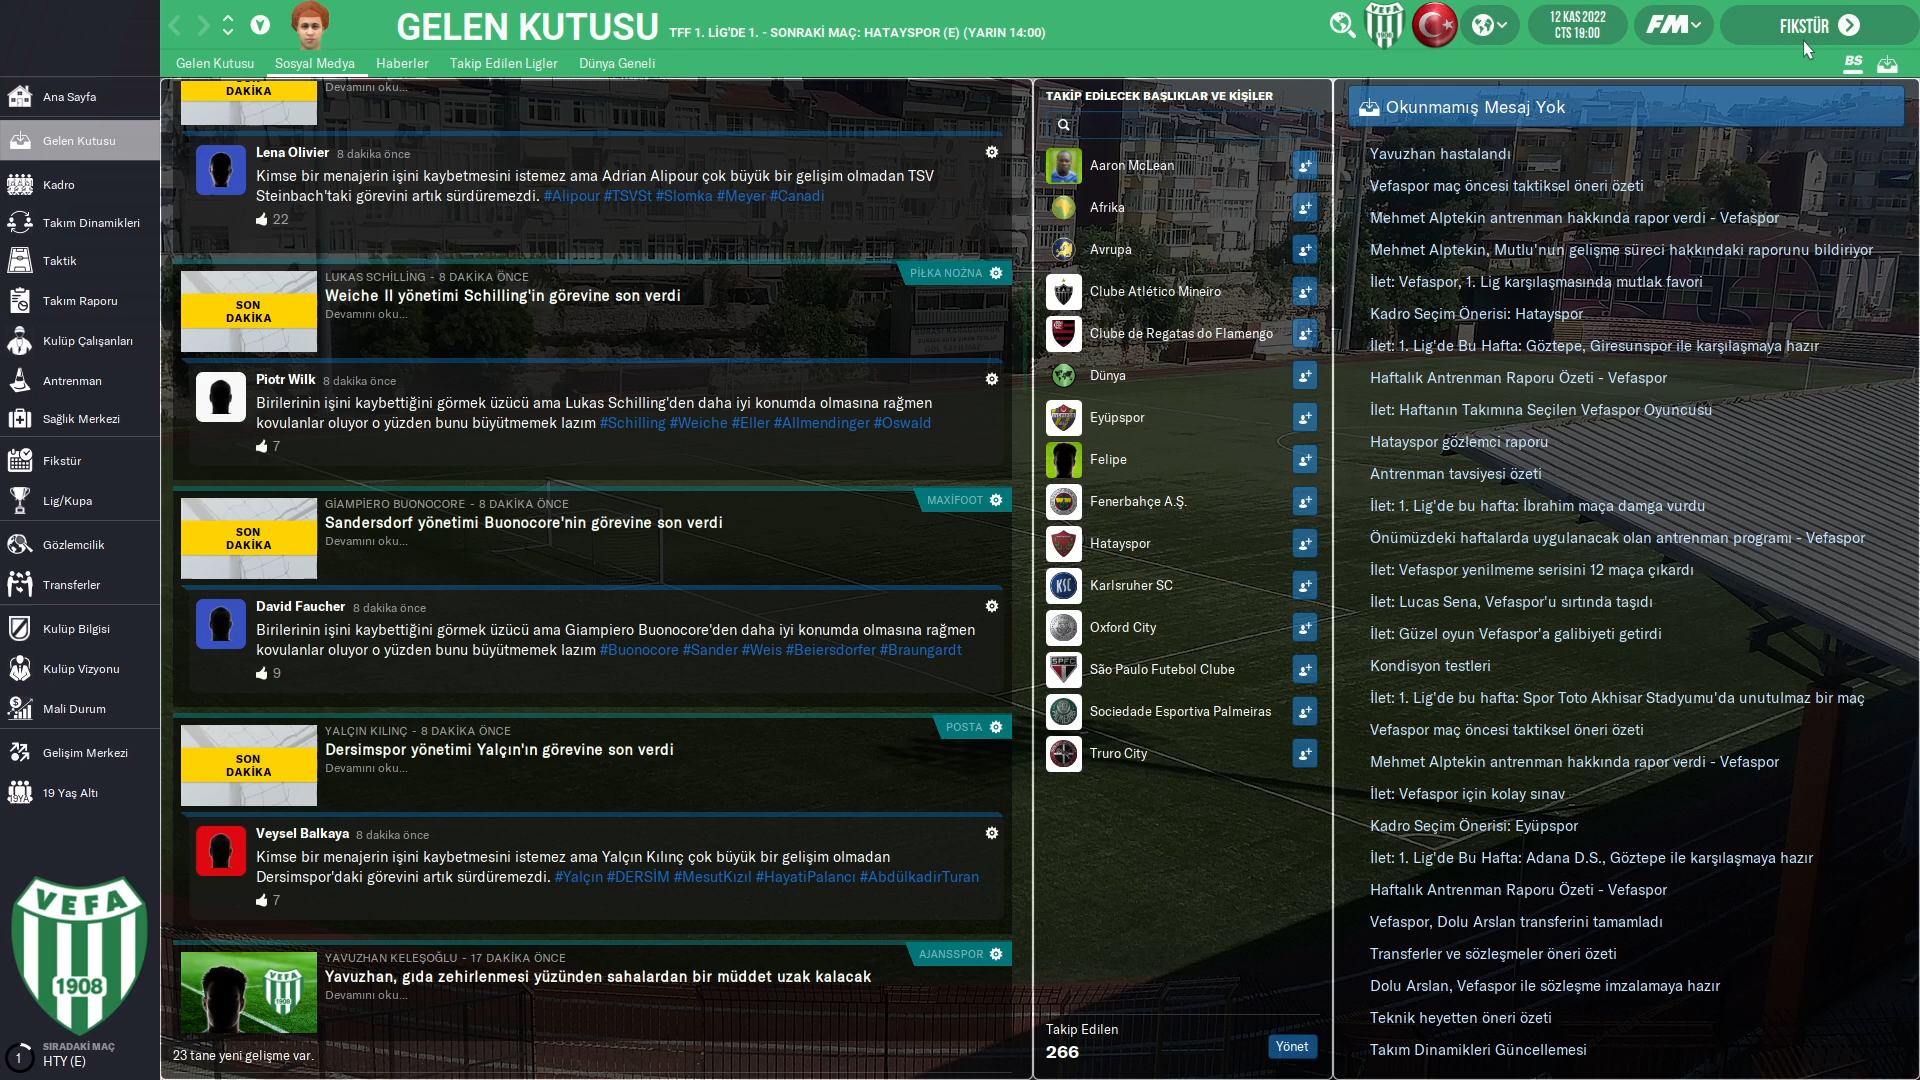 GELEN KUTUSU
TFF 1. LİG'DE 1. - SONRAKİ MAÇ: HATAYSPOR (E) (YARIN 14:00)
12 KAS 2022
CTS 19:00
FM
FIKSTÜR
Gelen Kutusu
Sosyal Medya
Haberler
Takip Edilen Ligler
Dünya Geneli
BS
Ana Sayfa
Gelen Kutusu
Kadro
Takım Dinamikleri
Taktik
Takım Raporu
Kulüp Çalışanları
Antrenman
Sağlık Merkezi
Fikstür
Lig/Kupa
Gözlemcilik
Transferler
Kulüp Bilgisi
Kulüp Vizyonu
Mali Durum
Gelişim Merkezi
19 Yaş Altı
VEFA
1908
1
SIRADAKİ MAÇ
HTY (E)
DAKİKA
Devamını oku...
Lena Olivier 8 dakika önce
Kimse bir menajerin işini kaybetmesini istemez ama Adrian Alipour çok büyük bir gelişim olmadan TSV
Steinbach'taki görevini artık sürdüremezdi. #Alipour #TSVSt #Slomka #Meyer #Canadi
22
SON
DAKİKA
LUKAS SCHİLLİNG - 8 DAKİKA ÖNCE
PİŁKA NOŻNA
Weiche II yönetimi Schilling'in görevine son verdi
Devamını oku...
Piotr Wilk 8 dakika önce
Birilerinin işini kaybettiğini görmek üzücü ama Lukas Schilling'den daha iyi konumda olmasına rağmen
kovulanlar oluyor o yüzden bunu büyütmemek lazım #Schilling #Weiche #Eller #Allmendinger #Oswald
7
SON
DAKİKA
GİAMPİERO BUONOCORE - 8 DAKİKA ÖNCE
MAXİFOOT
Sandersdorf yönetimi Buonocore'nin görevine son verdi
Devamını oku...
David Faucher 8 dakika önce
Birilerinin işini kaybettiğini görmek üzücü ama Giampiero Buonocore'den daha iyi konumda olmasına rağmen
kovulanlar oluyor o yüzden bunu büyütmemek lazım #Buonocore #Sander #Weis #Beiersdorfer #Braungardt
9
SON
DAKİKA
YALÇIN KILINÇ - 8 DAKİKA ÖNCE
POSTA
Dersimspor yönetimi Yalçın'ın görevine son verdi
Devamını oku...
Veysel Balkaya 8 dakika önce
Kimse bir menajerin işini kaybetmesini istemez ama Yalçın Kılınç çok büyük bir gelişim olmadan
Dersimspor'daki görevini artık sürdüremezdi. #Yalçın #DERSİM #MesutKızıl #HayatiPalancı #AbdülkadirTuran
7
YAVUZHAN KELEŞOĞLU - 17 DAKİKA ÖNCE
AJANSSPOR
Yavuzhan, gıda zehirlenmesi yüzünden sahalardan bir müddet uzak kalacak
Devamını oku...
23 tane yeni gelişme var.
TAKİP EDİLECEK BAŞLIKLAR VE KİŞİLER
Aaron McLean
Afrika
Avrupa
Clube Atlético Mineiro
Clube de Regatas do Flamengo
Dünya
Eyüpspor
Felipe
Fenerbahçe A.Ş.
Hatayspor
Karlsruher SC
Oxford City
São Paulo Futebol Clube
Sociedade Esportiva Palmeiras
Truro City
Takip Edilen
266
Yönet
Okunmamış Mesaj Yok
Yavuzhan hastalandı
Vefaspor maç öncesi taktiksel öneri özeti
Mehmet Alptekin antrenman hakkında rapor verdi - Vefaspor
Mehmet Alptekin, Mutlu'nun gelişme süreci hakkındaki raporunu bildiriyor
İlet: Vefaspor, 1. Lig karşılaşmasında mutlak favori
Kadro Seçim Önerisi: Hatayspor
İlet: 1. Lig'de Bu Hafta: Göztepe, Giresunspor ile karşılaşmaya hazır
Haftalık Antrenman Raporu Özeti - Vefaspor
İlet: Haftanın Takımına Seçilen Vefaspor Oyuncusu
Hatayspor gözlemci raporu
Antrenman tavsiyesi özeti
İlet: 1. Lig'de bu hafta: İbrahim maça damga vurdu
Önümüzdeki haftalarda uygulanacak olan antrenman programı - Vefaspor
İlet: Vefaspor yenilmeme serisini 12 maça çıkardı
İlet: Lucas Sena, Vefaspor'u sırtında taşıdı
İlet: Güzel oyun Vefaspor'a galibiyeti getirdi
Kondisyon testleri
İlet: 1. Lig'de bu hafta: Spor Toto Akhisar Stadyumu'da unutulmaz bir maç
Vefaspor maç öncesi taktiksel öneri özeti
Mehmet Alptekin antrenman hakkında rapor verdi - Vefaspor
İlet: Vefaspor için kolay sınav
Kadro Seçim Önerisi: Eyüpspor
İlet: 1. Lig'de Bu Hafta: Adana D.S., Göztepe ile karşılaşmaya hazır
Haftalık Antrenman Raporu Özeti - Vefaspor
Vefaspor, Dolu Arslan transferini tamamladı
Transferler ve sözleşmeler öneri özeti
Dolu Arslan, Vefaspor ile sözleşme imzalamaya hazır
Teknik heyetten öneri özeti
Takım Dinamikleri Güncellemesi